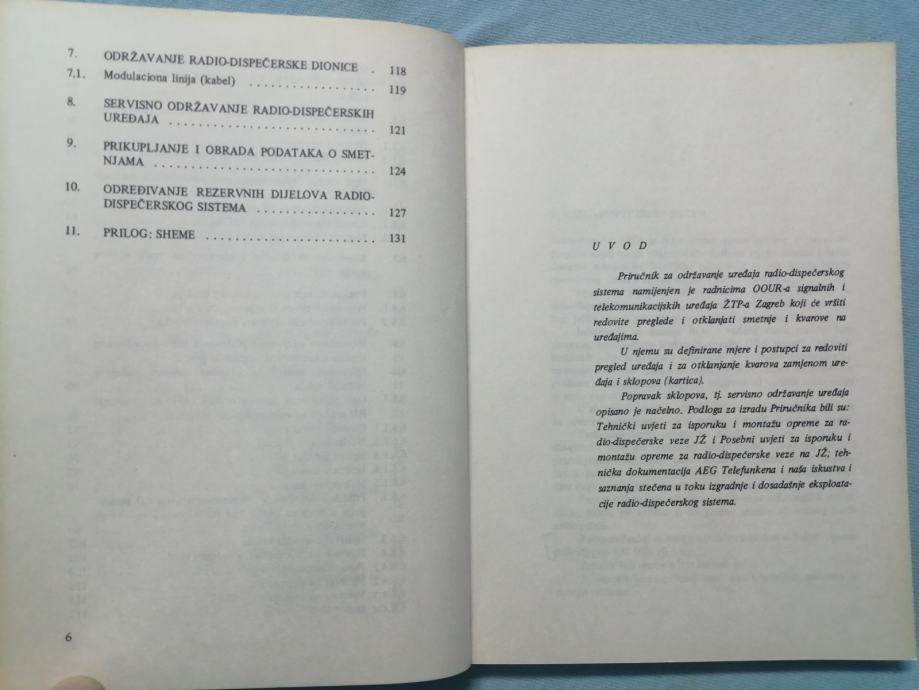 7. ODRŽAVANJE RADIO-DISPEČERSKE DIONICE . 118
7.1. Modulaciona linija (kabel) . . . . . . . . . . . . . . . . 119
8. SERVISNO ODRŽAVANJE RADIO-DISPEČERSKIH
UREĐAJA . . . . . . . . . . . . . . . . . . . . . . . . . . 121
9. PRIKUPLJANJE I OBRADA PODATAKA O SMET-
NJAMA . . . . . . . . . . . . . . . . . . . . . . . . . . . 124
10. ODREĐIVANJE REZERVNIH DIJELOVA RADIO-
DISPEČERSKOG SISTEMA . . . . . . . . . . . . . . . 127
11. PRILOG: SHEME . . . . . . . . . . . . . . . . . . . . . 131
6
U V O D
Priručnik za održavanje uređaja radio-dispečerskog
sistema namijenjen je radnicima OOUR-a signalnih i
telekomunikacijskih uređaja ŽTP-a Zagreb koji će vršiti
redovite preglede i otklanjati smetnje i kvarove na
uređajima.
U njemu su definirane mjere i postupci za redoviti
pregled uređaja i za otklanjanje kvarova zamjenom ure-
đaja i sklopova (kartica).
Popravak sklopova, tj. servisno održavanje uređaja
opisano je načelno. Podloga za izradu Priručnika bili su:
Tehnički uvjeti za isporuku i montažu opreme za ra-
dio-dispečerske veze JŽ i Posebni uvjeti za isporuku i
montažu opreme za radio-dispečerske veze na JŽ; teh-
nička dokumentacija AEG Telefunkena i naša iskustva i
saznanja stečena u toku izgradnje i dosadašnje eksploata-
cije radio-dispečerskog sistema.